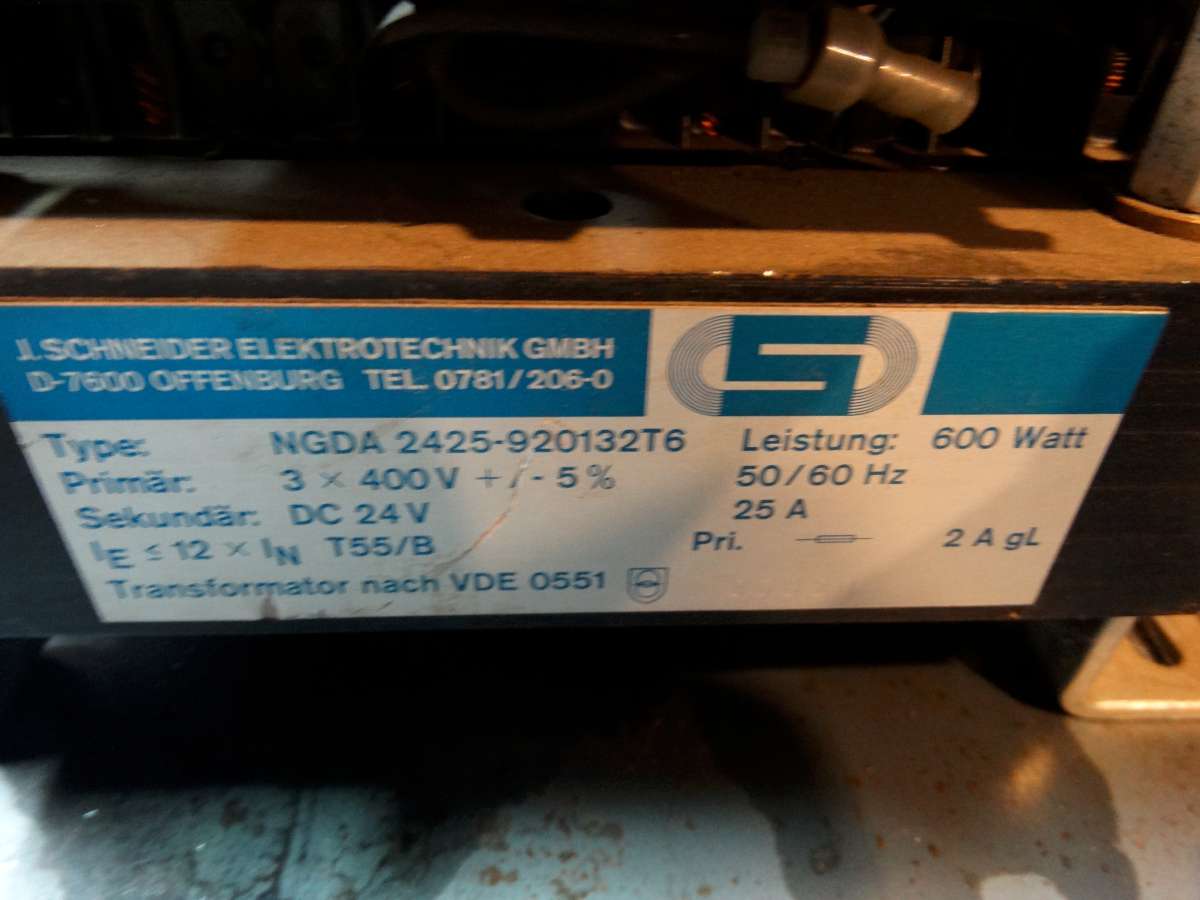 J. SCHNEIDER ELEKTROTECHNIK GMBH
D-7600 OFFENBURG TEL. 0781/206-0
Type: NGDA 2425-920132T6 Leistung: 600 Watt
Primär: 3 × 400 V + / - 5 % 50/60 Hz
Sekundär: DC 24 V 25 A
IE ≤ 12 × IN T55/B Pri. 2 A gL
Transformator nach VDE 0551